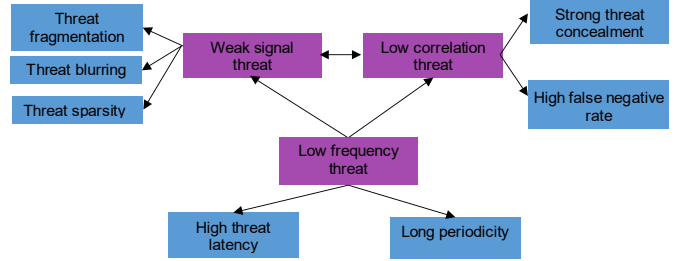 Threat
fragmentation
Threat blurring
Threat sparsity
Weak signal
threat
Low correlation
threat
Strong threat
concealment
High false negative
rate
Low frequency
threat
High threat
latency
Long periodicity